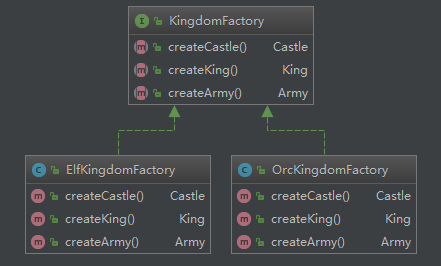 I KingdomFactory
m createCastle() Castle
m createKing() King
m createArmy() Army
C ElfKingdomFactory
m createCastle() Castle
m createKing() King
m createArmy() Army
C OrcKingdomFactory
m createCastle() Castle
m createKing() King
m createArmy() Army